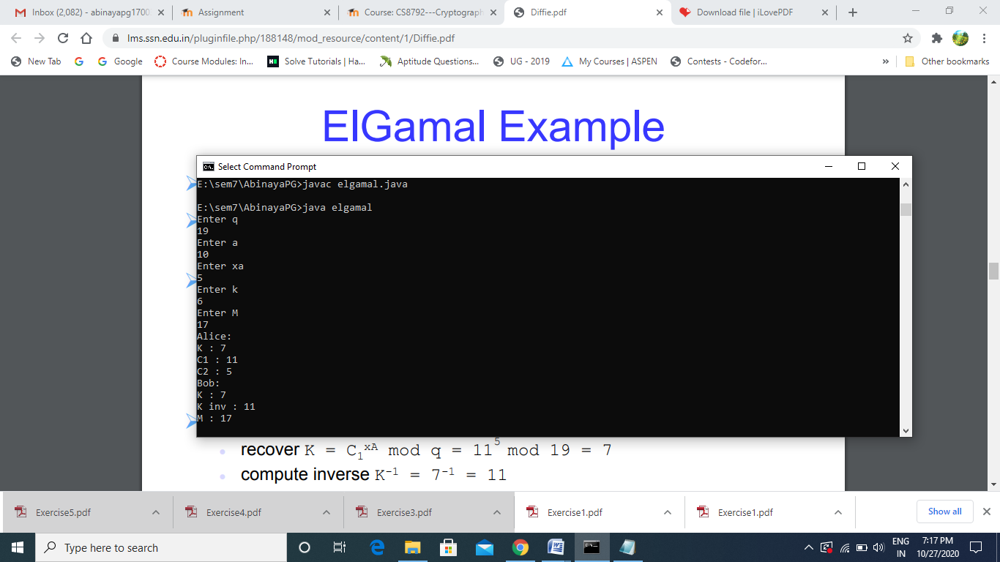 Inbox (2,082) - abinayapg1700
Assignment
Course: CS8792---Cryptograph
Diffie.pdf
Download file | iLovePDF
lms.ssn.edu.in/pluginfile.php/188148/mod_resource/content/1/Diffie.pdf
New Tab
Google
Course Modules: In...
Solve Tutorials | Ha...
Aptitude Questions...
UG - 2019
My Courses | ASPEN
Contests - Codefor...
»
Other bookmarks
ElGamal Example
Select Command Prompt
E:\sem7\AbinayaPG>javac elgamal.java
E:\sem7\AbinayaPG>java elgamal
Enter q
19
Enter a
10
Enter xa
5
Enter k
6
Enter M
17
Alice:
K : 7
C1 : 11
C2 : 5
Bob:
K : 7
K inv : 11
M : 17
recover K = C₁ˣᴬ mod q = 11⁵ mod 19 = 7
compute inverse K⁻¹ = 7⁻¹ = 11
Exercise5.pdf
Exercise4.pdf
Exercise3.pdf
Exercise1.pdf
Exercise1.pdf
Show all
Type here to search
ENG
IN
7:17 PM
10/27/2020